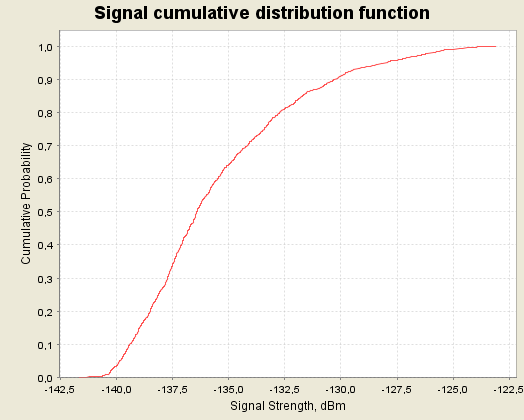 Signal cumulative distribution function
Cumulative Probability
1,0
0,9
0,8
0,7
0,6
0,5
0,4
0,3
0,2
0,1
0,0
-142,5 -140,0 -137,5 -135,0 -132,5 -130,0 -127,5 -125,0 -122,5
Signal Strength, dBm